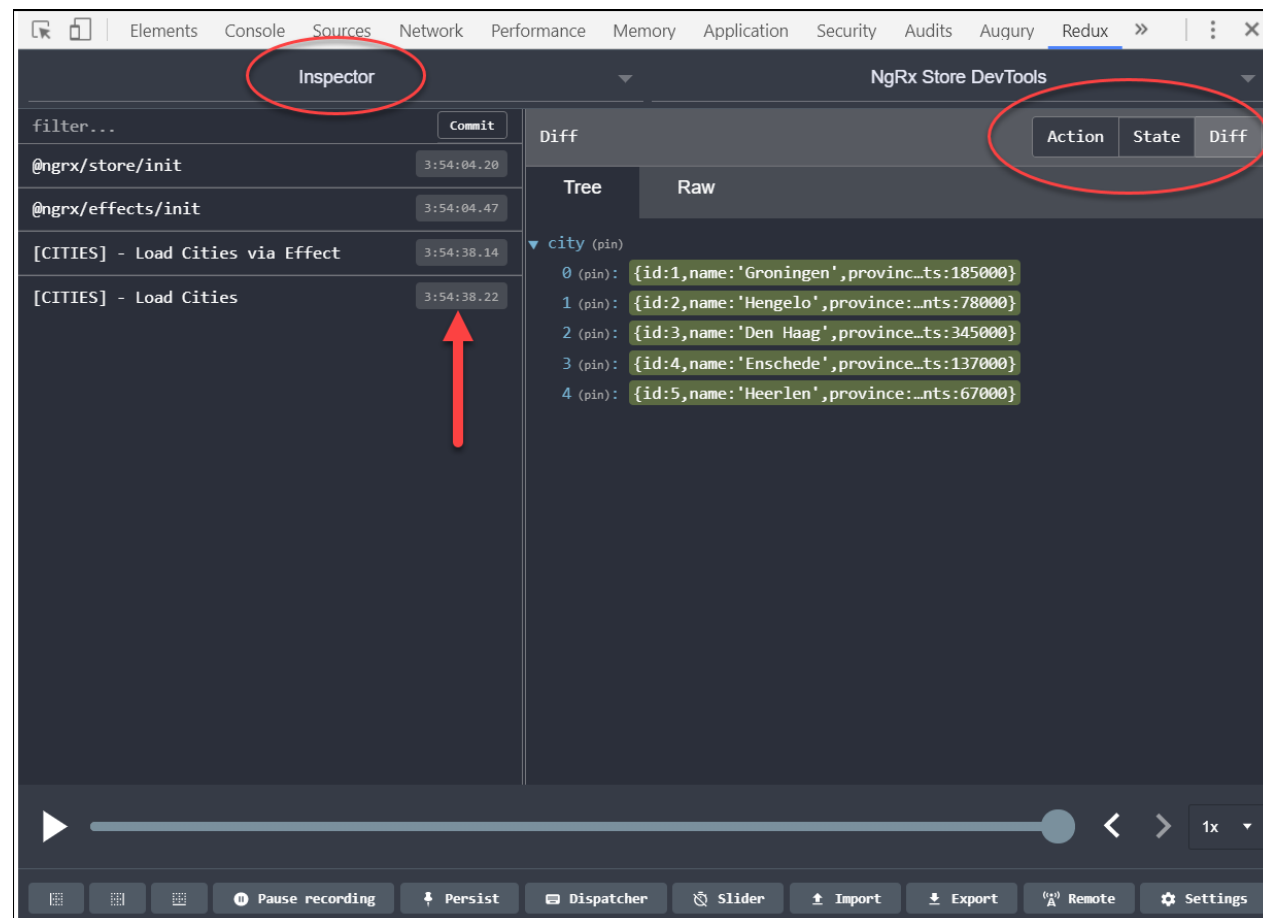 Elements Console Sources Network Performance Memory Application Security Audits Augury Redux »
Inspector NgRx Store DevTools
filter... Commit
Diff Action State Diff
@ngrx/store/init 3:54:04.20
Tree Raw
@ngrx/effects/init 3:54:04.47
[CITIES] - Load Cities via Effect 3:54:38.14
[CITIES] - Load Cities 3:54:38.22
city (pin)
0 (pin): {id:1,name:'Groningen',provinc…ts:185000}
1 (pin): {id:2,name:'Hengelo',province:…nts:78000}
2 (pin): {id:3,name:'Den Haag',province…ts:345000}
3 (pin): {id:4,name:'Enschede',provinc…ts:137000}
4 (pin): {id:5,name:'Heerlen',province:…nts:67000}
1x
Pause recording Persist Dispatcher Slider Import Export Remote Settings